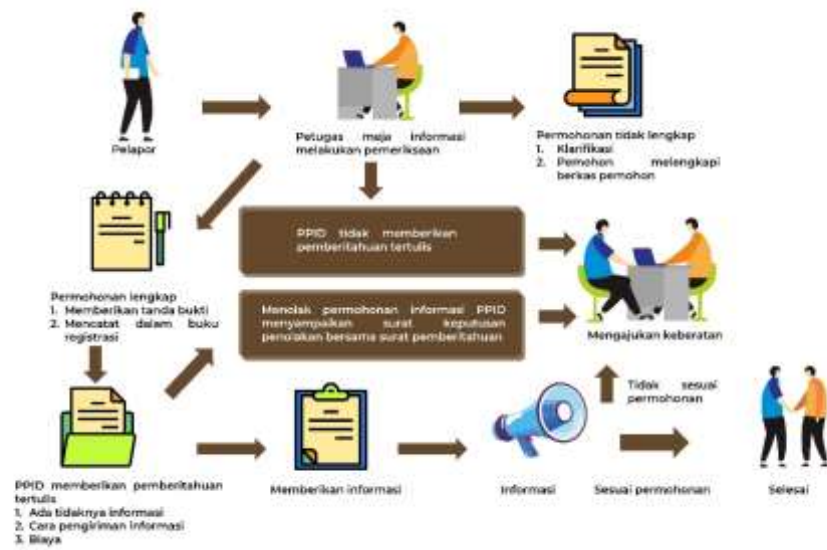 Pelapor
Petugas meja informasi
melakukan pemeriksaan
Permohonan tidak lengkap
1. Klarifikasi
2. Pemohon melengkapi
berkas pemohon
PPID tidak memberikan
pemberitahuan tertulis
Permohonan lengkap
1. Memberikan tanda bukti
2. Mencatat dalam buku
registrasi
Menolak permohonan informasi PPID
menyampaikan surat keputusan
penolakan bersama surat pemberitahuan
Mengajukan keberatan
Tidak sesuai
permohonan
PPID memberikan pemberitahuan
tertulis
1. Ada tidaknya informasi
2. Cara pengiriman informasi
3. Biaya
Memberikan informasi
Informasi
Sesuai permohonan
Selesai